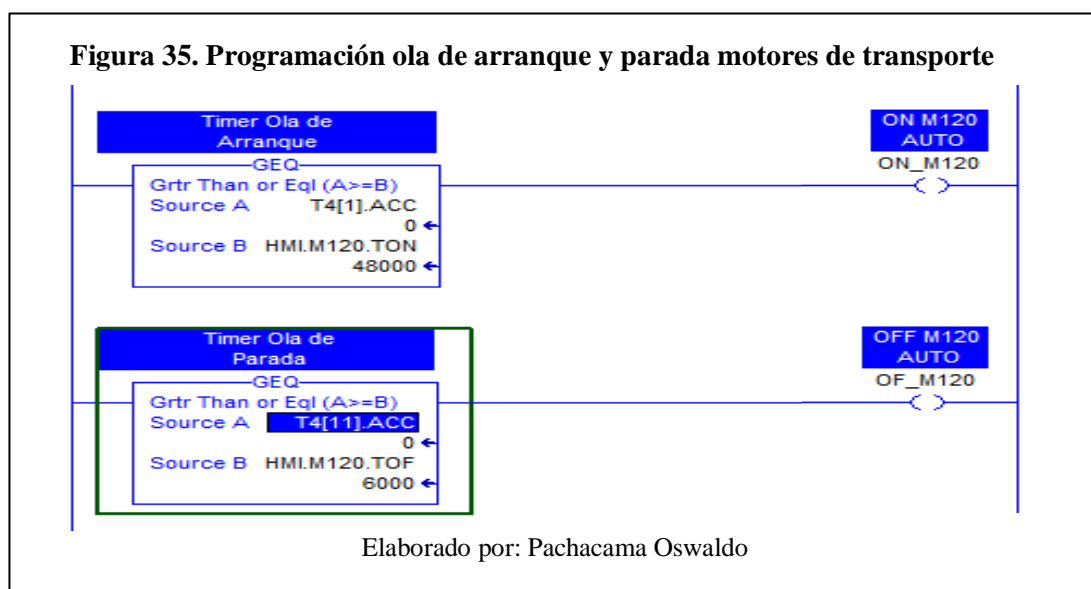 Figura 35. Programación ola de arranque y parada motores de transporte
Timer Ola de
Arranque
GEQ
Grtr Than or Eql (A>=B)
Source A T4[1].ACC
0
Source B HMI.M120.TON
48000
ON M120
AUTO
ON_M120
Timer Ola de
Parada
GEQ
Grtr Than or Eql (A>=B)
Source A T4[11].ACC
0
Source B HMI.M120.TOF
6000
OFF M120
AUTO
OF_M120
Elaborado por: Pachacama Oswaldo